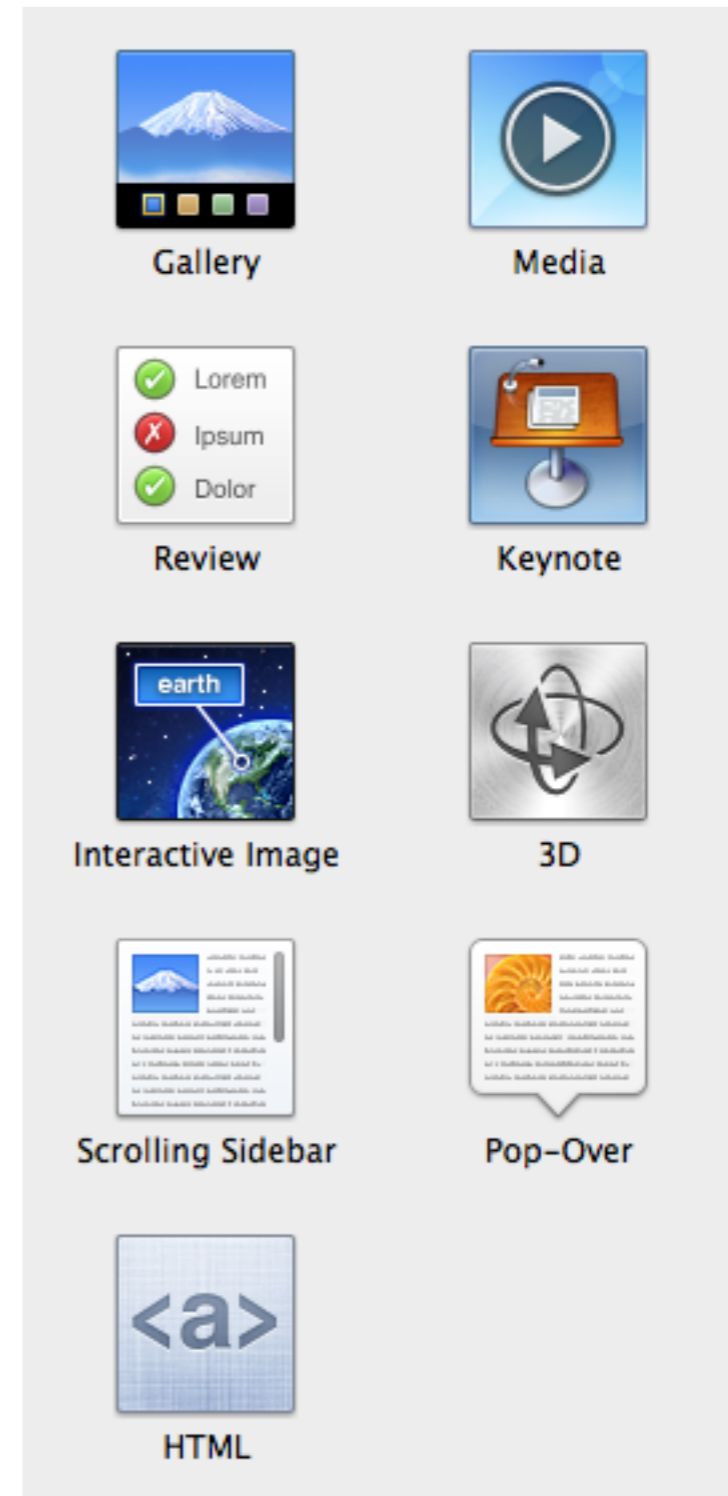 Gallery
Media
Lorem
Ipsum
Dolor
Review
Keynote
earth
Interactive Image
3D
Scrolling Sidebar
Pop-Over
<a>
HTML